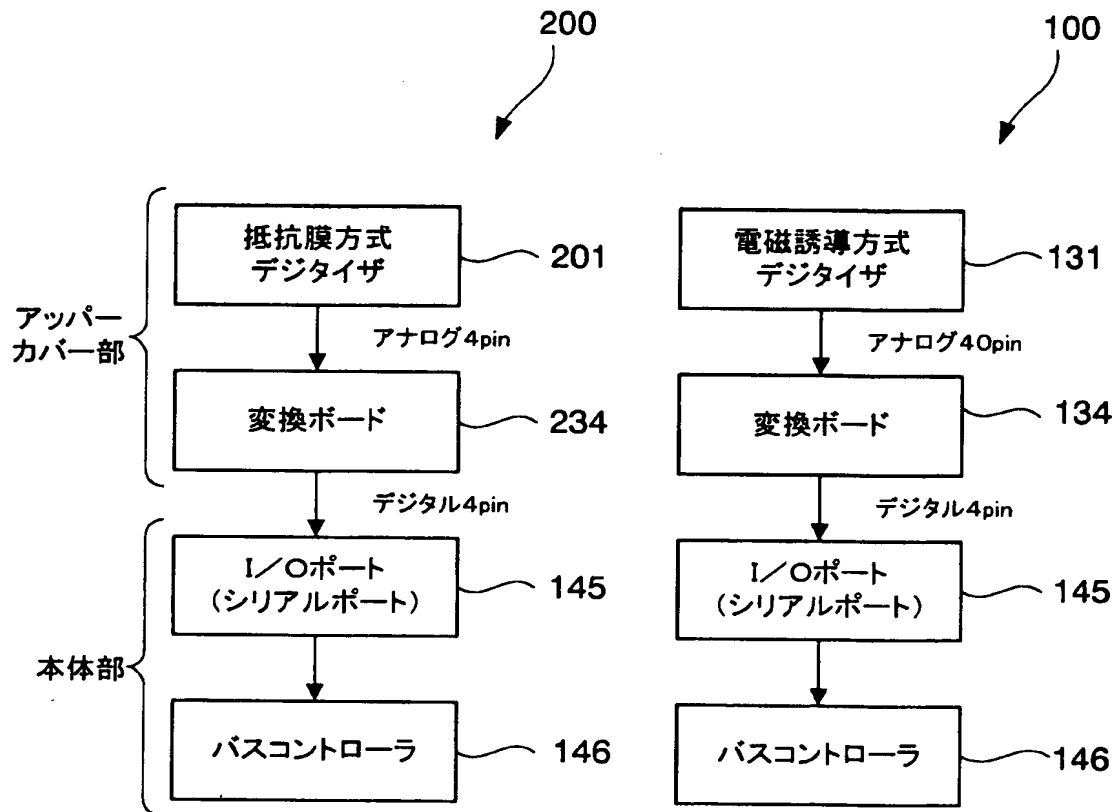 200
100
抵抗膜方式
デジタイザ
201
電磁誘導方式
デジタイザ
131
アッパー
カバー部
アナログ4pin
アナログ40pin
変換ボード
234
変換ボード
134
デジタル4pin
デジタル4pin
I／Oポート
(シリアルポート)
145
I／Oポート
(シリアルポート)
145
本体部
バスコントローラ
146
バスコントローラ
146